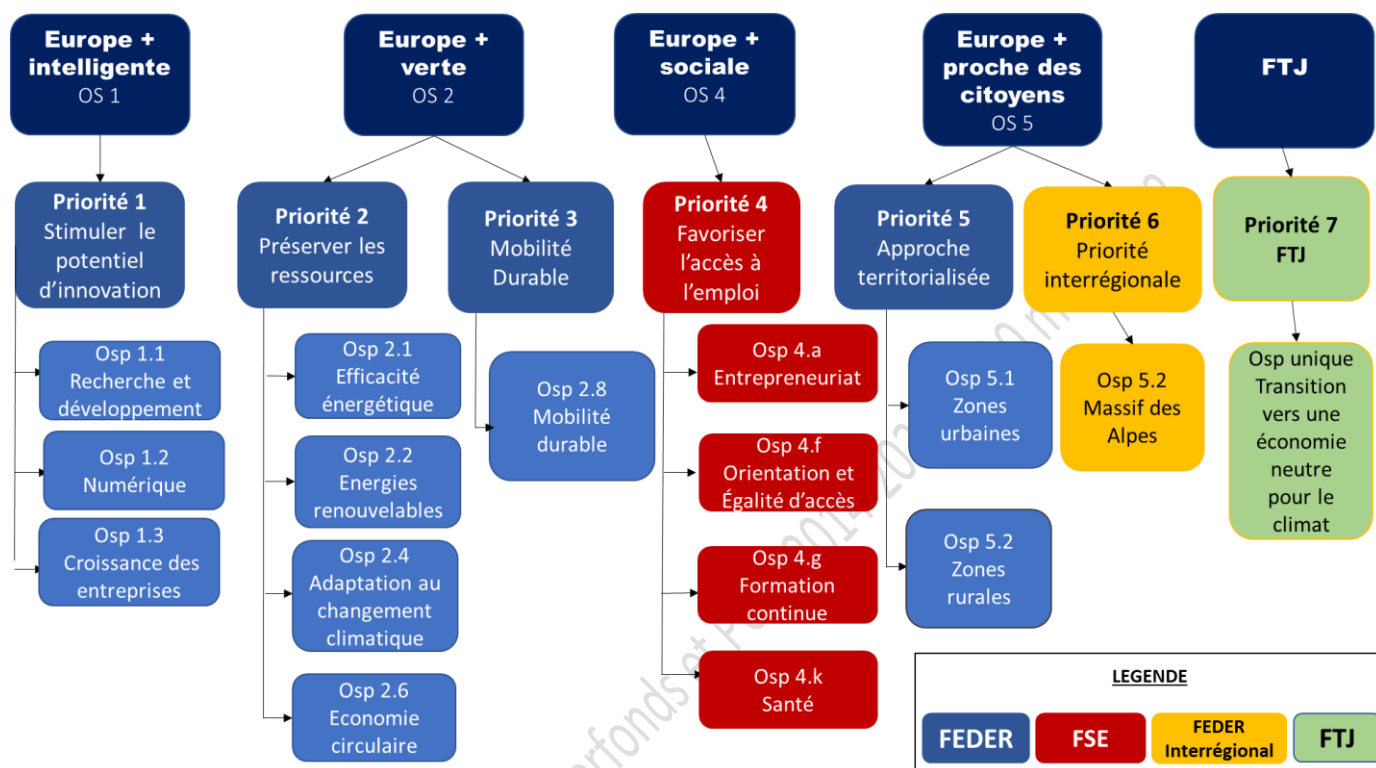 Europe +
intelligente
OS 1
Europe +
verte
OS 2
Europe +
sociale
OS 4
Europe +
proche des
citoyens
OS 5
FTJ
Priorité 1
Stimuler le
potentiel
d’innovation
Priorité 2
Préserver les
ressources
Priorité 3
Mobilité
Durable
Priorité 4
Favoriser
l’accès à
l’emploi
Priorité 5
Approche
territorialisée
Priorité 6
Priorité
interrégionale
Priorité 7
FTJ
Osp 1.1
Recherche et
développement
Osp 1.2
Numérique
Osp 1.3
Croissance des
entreprises
Osp 2.1
Efficacité
énergétique
Osp 2.2
Energies
renouvelables
Osp 2.4
Adaptation au
changement
climatique
Osp 2.6
Economie
circulaire
Osp 2.8
Mobilité
durable
Osp 4.a
Entrepreneuriat
Osp 4.f
Orientation et
Égalité d’accès
Osp 4.g
Formation
continue
Osp 4.k
Santé
Osp 5.1
Zones
urbaines
Osp 5.2
Zones
rurales
Osp 5.2
Massif des
Alpes
Osp unique
Transition
vers une
économie
neutre
pour le
climat
LEGENDE
FEDER
FSE
FEDER
Interrégional
FTJ